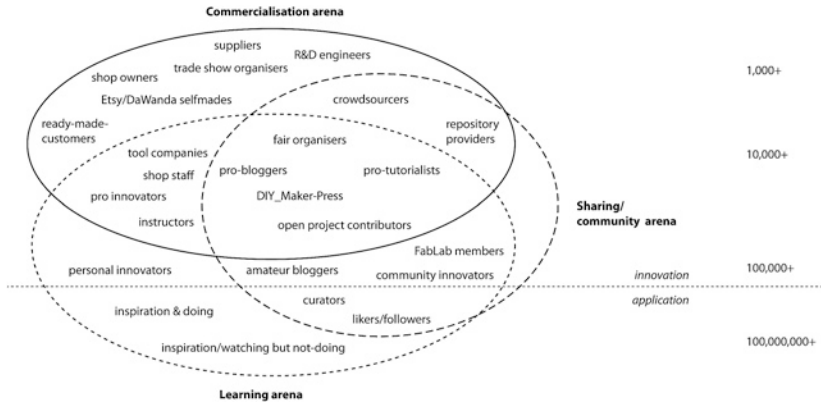 Commercialisation arena
suppliers
R&D engineers
trade show organisers
shop owners
1,000+
Etsy/DaWanda selfmades
crowdsourcers
ready-made-
customers
repository
providers
fair organisers
tool companies
10,000+
shop staff
pro-bloggers
pro-tutorialists
pro innovators
DIY_Maker-Press
Sharing/
community arena
instructors
open project contributors
FabLab members
personal innovators
amateur bloggers
community innovators
innovation
100,000+
curators
application
inspiration & doing
likers/followers
inspiration/watching but not-doing
100,000,000+
Learning arena